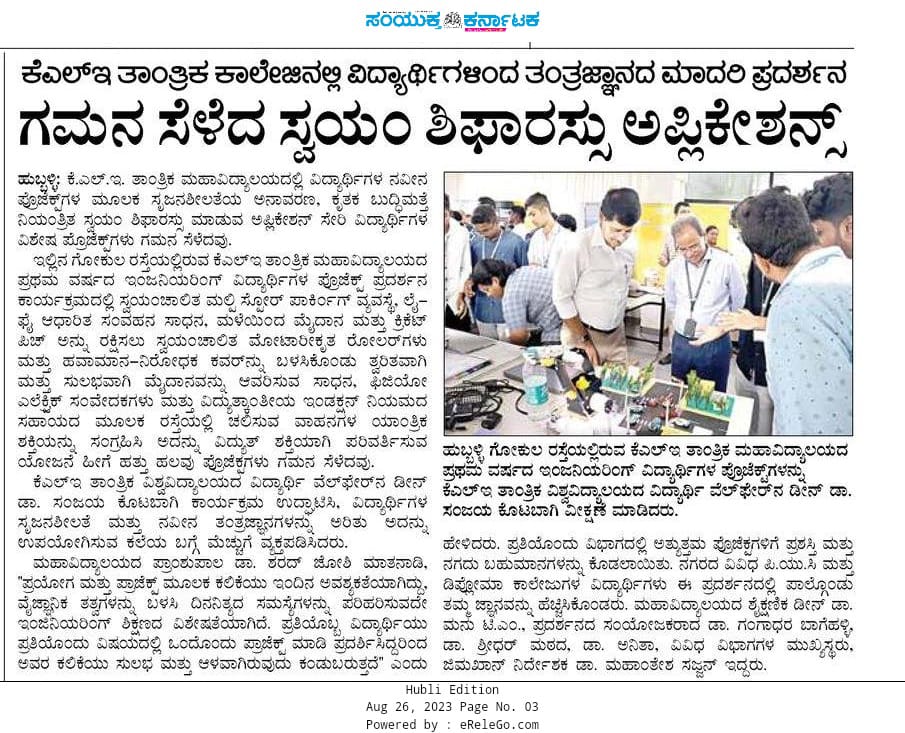 ಸಂಯುಕ್ತ ಕರ್ನಾಟಕ
ಕೆಎಲ್ಇ ತಾಂತ್ರಿಕ ಕಾಲೇಜಿನಲ್ಲಿ ವಿದ್ಯಾರ್ಥಿಗಳಿಂದ ತಂತ್ರಜ್ಞಾನದ ಮಾದರಿ ಪ್ರದರ್ಶನ
ಗಮನ ಸೆಳೆದ ಸ್ವಯಂ ಶಿಫಾರಸ್ಸು ಅಪ್ಲಿಕೇಶನ್ಸ್
ಹುಬ್ಬಳ್ಳಿ: ಕೆ.ಎಲ್.ಇ. ತಾಂತ್ರಿಕ ಮಹಾವಿದ್ಯಾಲಯದಲ್ಲಿ ವಿದ್ಯಾರ್ಥಿಗಳ ನವೀನ
ಪ್ರೊಜೆಕ್ಟ್‌ಗಳ ಮೂಲಕ ಸೃಜನಶೀಲತೆಯ ಅನಾವರಣ, ಕೃತಕ ಬುದ್ಧಿಮತ್ತೆ
ನಿಯಂತ್ರಿತ ಸ್ವಯಂ ಶಿಫಾರಸು ಮಾಡುವ ಅಪ್ಲಿಕೇಶನ್ ಸೇರಿ ವಿದ್ಯಾರ್ಥಿಗಳ
ವಿಶೇಷ ಪ್ರೊಜೆಕ್ಟ್‌ಗಳು ಗಮನ ಸೆಳೆದವು.
ಇಲ್ಲಿನ ಗೋಕುಲ ರಸ್ತೆಯಲ್ಲಿರುವ ಕೆಎಲ್ಇ ತಾಂತ್ರಿಕ ಮಹಾವಿದ್ಯಾಲಯದ
ಪ್ರಥಮ ವರ್ಷದ ಇಂಜನಿಯರಿಂಗ್ ವಿದ್ಯಾರ್ಥಿಗಳ ಪ್ರೊಜೆಕ್ಟ್ ಪ್ರದರ್ಶನ
ಕಾರ್ಯಕ್ರಮದಲ್ಲಿ ಸ್ವಯಂಚಾಲಿತ ಮಲ್ಟಿ ಸ್ಟೋರ್ ಪಾರ್ಕಿಂಗ್ ವ್ಯವಸ್ಥೆ, ಲೈ-
ಫೈ ಆಧಾರಿತ ಸಂವಹನ ಸಾಧನ, ಮಳೆಯಿಂದ ಮೈದಾನ ಮತ್ತು ಕ್ರಿಕೆಟ್
ಪಿಚ್ ಅನ್ನು ರಕ್ಷಿಸಲು ಸ್ವಯಂಚಾಲಿತ ಮೋಟಾರೀಕೃತ ರೋಲರ್‌ಗಳು
ಮತ್ತು ಹವಾಮಾನ-ನಿರೋಧಕ ಕವರ್‌ನ್ನು ಬಳಸಿಕೊಂಡು ತ್ವರಿತವಾಗಿ
ಮತ್ತು ಸುಲಭವಾಗಿ ಮೈದಾನವನ್ನು ಆವರಿಸುವ ಸಾಧನ, ಫಿಜಿಯೋ
ಎಲೆಕ್ಟ್ರಿಕ್ ಸಂವೇದಕಗಳು ಮತ್ತು ವಿದ್ಯುತ್ಕಾಂತೀಯ ಇಂಡಕ್ಷನ್ ನಿಯಮದ
ಸಹಾಯದ ಮೂಲಕ ರಸ್ತೆಯಲ್ಲಿ ಚಲಿಸುವ ವಾಹನಗಳ ಯಾಂತ್ರಿಕ
ಶಕ್ತಿಯನ್ನು ಸಂಗ್ರಹಿಸಿ ಅದನ್ನು ವಿದ್ಯುತ್ ಶಕ್ತಿಯಾಗಿ ಪರಿವರ್ತಿಸುವ
ಯೋಜನೆ ಹೀಗೆ ಹತ್ತು ಹಲವು ಪ್ರೊಜೆಕ್ಟಗಳು ಗಮನ ಸೆಳೆದವು.
ಕೆಎಲ್ಇ ತಾಂತ್ರಿಕ ವಿಶ್ವವಿದ್ಯಾಲಯದ ವಿದ್ಯಾರ್ಥಿ ವೆಲ್‌ಫೇರ್‌ನ ಡೀನ್
ಡಾ. ಸಂಜಯ ಕೊಟಬಾಗಿ ಕಾರ್ಯಕ್ರಮ ಉದ್ಘಾಟಿಸಿ, ವಿದ್ಯಾರ್ಥಿಗಳ
ಸೃಜನಶೀಲತೆ ಮತ್ತು ನವೀನ ತಂತ್ರಜ್ಞಾನಗಳನ್ನು ಅರಿತು ಅದನ್ನು
ಉಪಯೋಗಿಸುವ ಕಲೆಯ ಬಗ್ಗೆ ಮೆಚ್ಚುಗೆ ವ್ಯಕ್ತಪಡಿಸಿದರು.
ಮಹಾವಿದ್ಯಾಲಯದ ಪ್ರಾಂಶುಪಾಲ ಡಾ. ಶರದ್ ಜೋಶಿ ಮಾತನಾಡಿ,
"ಪ್ರಯೋಗ ಮತ್ತು ಪ್ರಾಜೆಕ್ಟ್ ಮೂಲಕ ಕಲಿಕೆಯು ಇಂದಿನ ಅವಶ್ಯಕತೆಯಾಗಿದ್ದು,
ವೈಜ್ಞಾನಿಕ ತತ್ವಗಳನ್ನು ಬಳಸಿ ದಿನನಿತ್ಯದ ಸಮಸ್ಯೆಗಳನ್ನು ಪರಿಹರಿಸುವದೇ
ಇಂಜಿನಿಯರಿಂಗ್ ಶಿಕ್ಷಣದ ವಿಶೇಷತೆಯಾಗಿದೆ. ಪ್ರತಿಯೊಬ್ಬ ವಿದ್ಯಾರ್ಥಿಯು
ಪ್ರತಿಯೊಂದು ವಿಷಯದಲ್ಲಿ ಒಂದೊಂದು ಪ್ರಾಜೆಕ್ಟ್ ಮಾಡಿ ಪ್ರದರ್ಶಿಸಿದ್ದರಿಂದ
ಅವರ ಕಲಿಕೆಯು ಸುಲಭ ಮತ್ತು ಆಳವಾಗಿರುವುದು ಕಂಡುಬರುತ್ತದೆ" ಎಂದು
ಹುಬ್ಬಳ್ಳಿ ಗೋಕುಲ ರಸ್ತೆಯಲ್ಲಿರುವ ಕೆಎಲ್ಇ ತಾಂತ್ರಿಕ ಮಹಾವಿದ್ಯಾಲಯದ
ಪ್ರಥಮ ವರ್ಷದ ಇಂಜನಿಯರಿಂಗ್ ವಿದ್ಯಾರ್ಥಿಗಳ ಪ್ರೊಜೆಕ್ಟ್‌ಗಳನ್ನು
ಕೆಎಲ್ಇ ತಾಂತ್ರಿಕ ವಿಶ್ವವಿದ್ಯಾಲಯದ ವಿದ್ಯಾರ್ಥಿ ವೆಲ್‌ಫೇರ್‌ನ ಡೀನ್ ಡಾ.
ಸಂಜಯ ಕೊಟಬಾಗಿ ವೀಕ್ಷಣೆ ಮಾಡಿದರು.
ಹೇಳಿದರು. ಪ್ರತಿಯೊಂದು ವಿಭಾಗದಲ್ಲಿ ಅತ್ಯುತ್ತಮ ಪ್ರೊಜೆಕ್ಟಗಳಿಗೆ ಪ್ರಶಸ್ತಿ ಮತ್ತು
ನಗದು ಬಹುಮಾನಗಳನ್ನು ಕೊಡಲಾಯಿತು. ನಗರದ ವಿವಿಧ ಪಿ.ಯು.ಸಿ ಮತ್ತು
ಡಿಪ್ಲೋಮಾ ಕಾಲೇಜುಗಳ ವಿದ್ಯಾರ್ಥಿಗಳು ಈ ಪ್ರದರ್ಶನದಲ್ಲಿ ಪಾಲ್ಗೊಂಡು
ತಮ್ಮ ಜ್ಞಾನವನ್ನು ಹೆಚ್ಚಿಸಿಕೊಂಡರು. ಮಹಾವಿದ್ಯಾಲಯದ ಶೈಕ್ಷಣಿಕ ಡೀನ್ ಡಾ.
ಮನು ಟಿ.ಎಂ., ಪ್ರದರ್ಶನದ ಸಂಯೋಜಕರಾದ ಡಾ. ಗಂಗಾಧರ ಬಾಗೆಹಳ್ಳಿ,
ಡಾ. ಶ್ರೀಧರ್ ಮಠದ, ಡಾ. ಅನಿತಾ, ವಿವಿಧ ವಿಭಾಗಗಳ ಮುಖ್ಯಸ್ಥರು,
ಜಿಮಖಾನ್ ನಿರ್ದೇಶಕ ಡಾ. ಮಹಾಂತೇಶ ಸಜ್ಜನ್ ಇದ್ದರು.
Hubli Edition
Aug 26, 2023 Page No. 03
Powered by : eReleGo.com